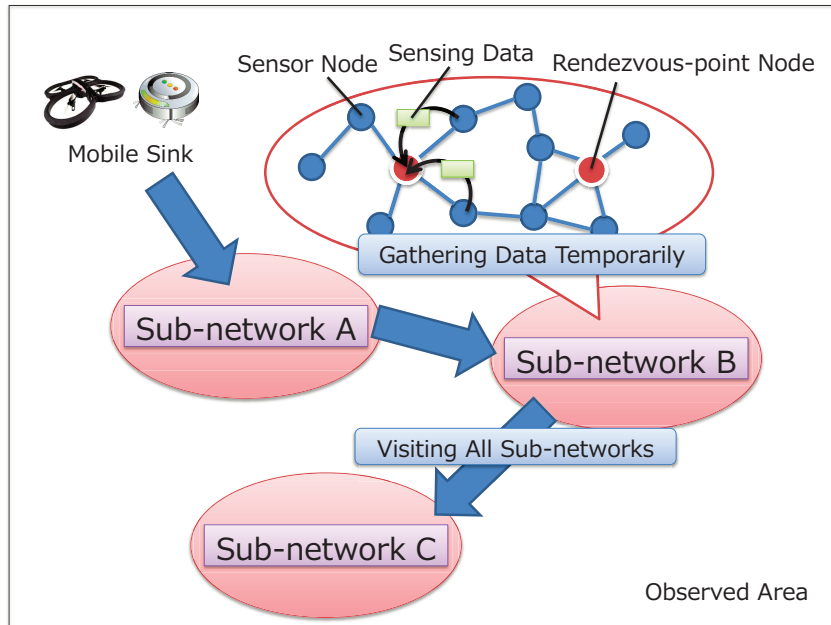 Sensing Data
Sensor Node
Rendezvous-point Node
Mobile Sink
Gathering Data Temporarily
Sub-network A
Sub-network B
Visiting All Sub-networks
Sub-network C
Observed Area